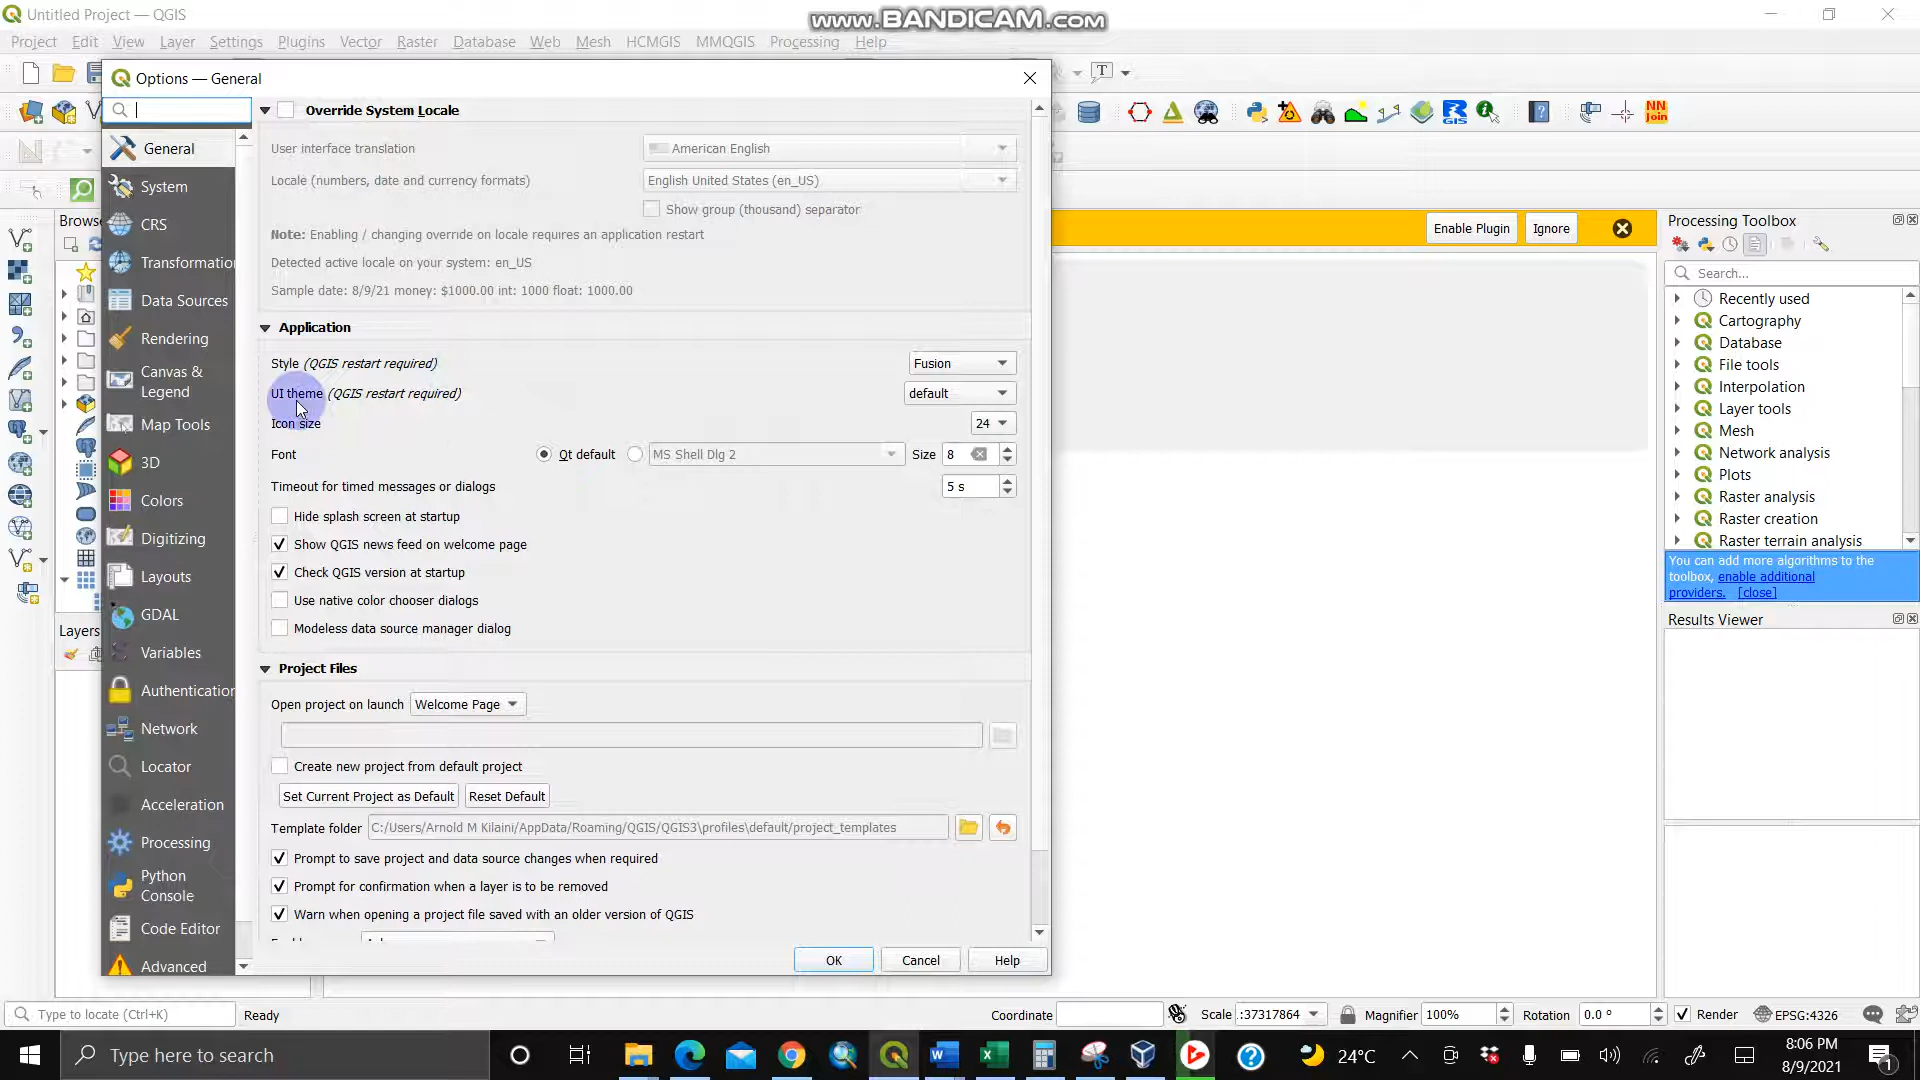 Untitled Project — QGIS
www.BANDICAM.com
Project Edit View Layer Settings Plugins Vector Raster Database Web Mesh HCMGIS MMQGIS Processing Help
Options — General
General
System
CRS
Transformation
Data Sources
Rendering
Canvas &
Legend
Map Tools
3D
Colors
Digitizing
Layouts
GDAL
Variables
Authentication
Network
Locator
Acceleration
Processing
Python
Console
Code Editor
Advanced
Override System Locale
User interface translation American English
Locale (numbers, date and currency formats) English United States (en_US)
Show group (thousand) separator
Note: Enabling / changing override on locale requires an application restart
Detected active locale on your system: en_US
Sample date: 8/9/21 money: $1000.00 int: 1000 float: 1000.00
Application
Style (QGIS restart required) Fusion
UI theme (QGIS restart required) default
Icon size 24
Font Qt default MS Shell Dlg 2 Size 8
Timeout for timed messages or dialogs 5 s
Hide splash screen at startup
Show QGIS news feed on welcome page
Check QGIS version at startup
Use native color chooser dialogs
Modeless data source manager dialog
Project Files
Open project on launch Welcome Page
Create new project from default project
Set Current Project as Default Reset Default
Template folder C:/Users/Arnold M Kilaini/AppData/Roaming/QGIS/QGIS3\profiles\default/project_templates
Prompt to save project and data source changes when required
Prompt for confirmation when a layer is to be removed
Warn when opening a project file saved with an older version of QGIS
OK Cancel Help
Browse
Layers
Enable Plugin Ignore
NN
Join
GIS
Processing Toolbox
Search...
Recently used
Cartography
Database
File tools
Interpolation
Layer tools
Mesh
Network analysis
Plots
Raster analysis
Raster creation
Raster terrain analysis
You can add more algorithms to the
toolbox, enable additional
providers. [close]
Results Viewer
Type to locate (Ctrl+K) Ready Coordinate Scale :37317864 Magnifier 100% Rotation 0.0 ° Render EPSG:4326
Type here to search
24°C
8:06 PM
8/9/2021
1